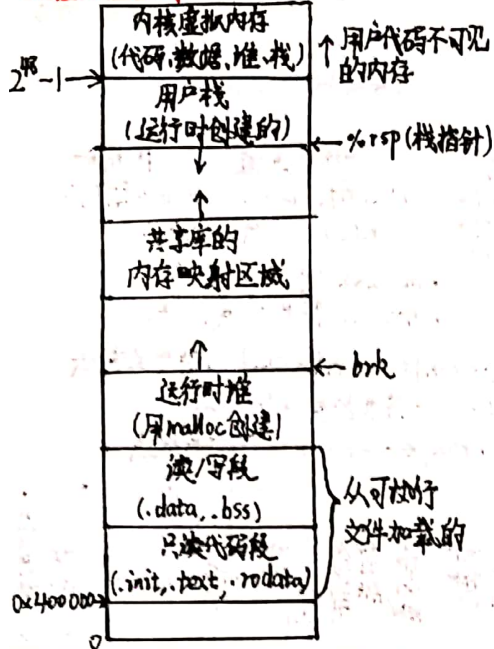 内核虚拟内存
(代码、数据、堆、栈)
↑用户代码不可见
的内存
2^48-1
用户栈
(运行时创建的)
%rsp(栈指针)
共享库的
内存映射区域
brk
运行时堆
(用malloc创建)
读/写段
(.data,.bss)
从可执行
文件加载的
只读代码段
(.init,.text,.rodata)
0x400000
0